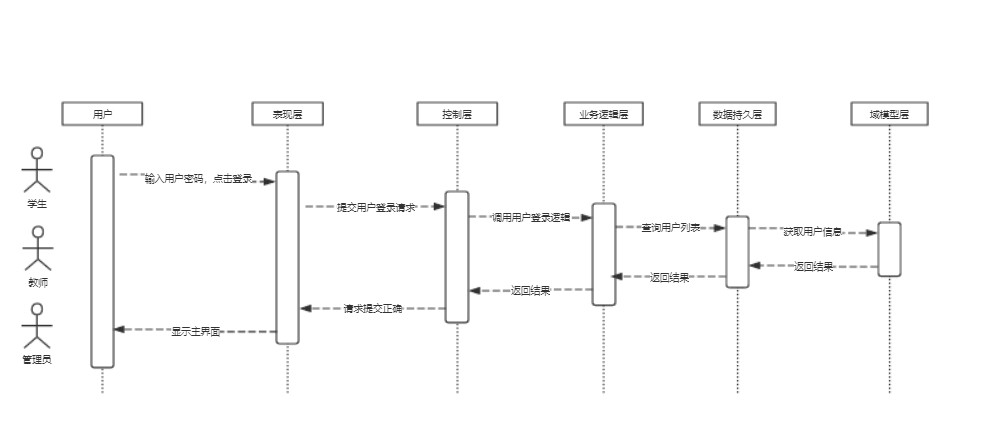 用户
表现层
控制层
业务逻辑层
数据持久层
域模型层
学生
教师
管理员
输入用户密码，点击登录
提交用户登录请求
调用用户登录逻辑
查询用户列表
获取用户信息
返回结果
返回结果
返回结果
请求提交正确
显示主界面